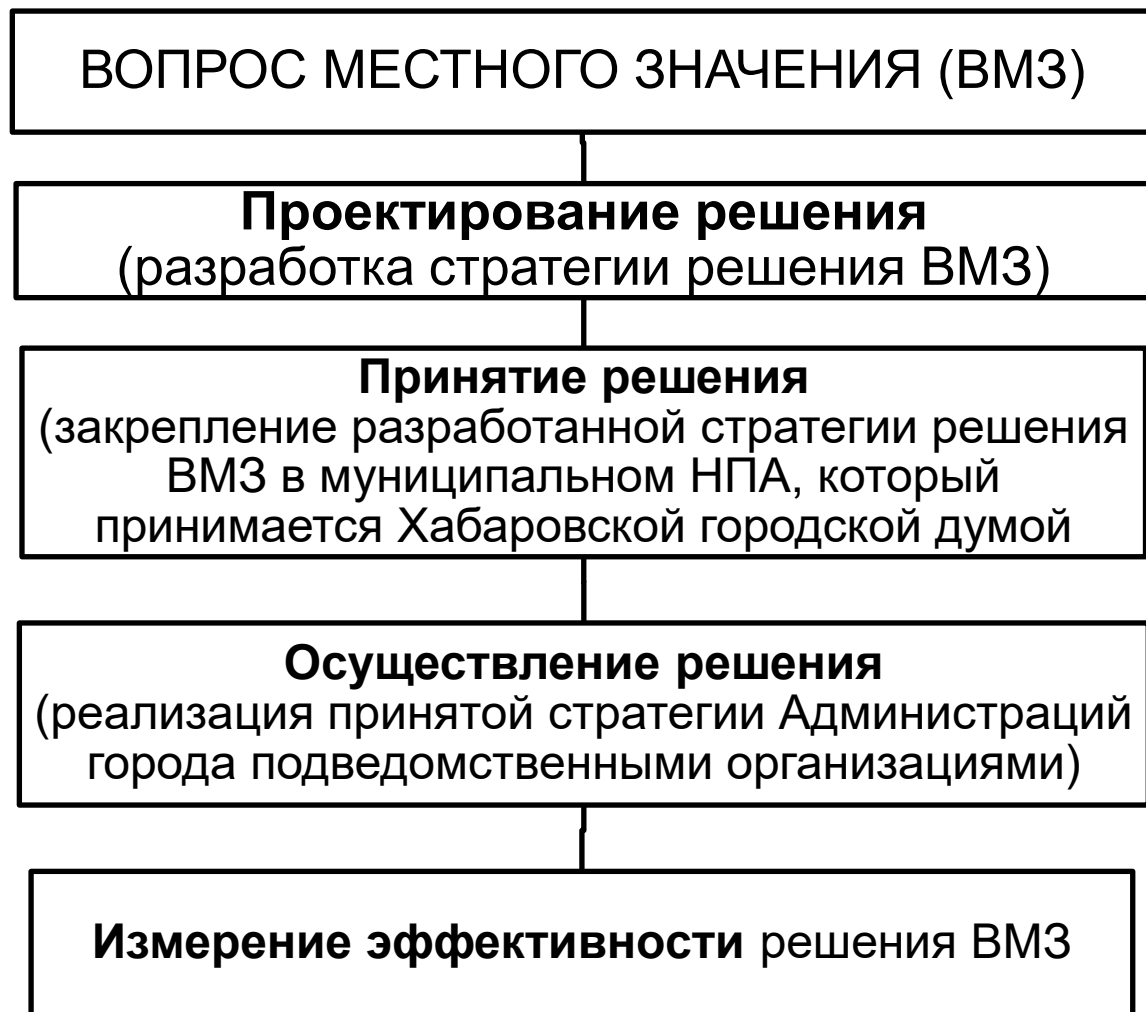 ВОПРОС МЕСТНОГО ЗНАЧЕНИЯ (ВМЗ)
Проектирование решения
(разработка стратегии решения ВМЗ)
Принятие решения
(закрепление разработанной стратегии решения
ВМЗ в муниципальном НПА, который
принимается Хабаровской городской думой
Осуществление решения
(реализация принятой стратегии Администраций
города подведомственными организациями)
Измерение эффективности решения ВМЗ